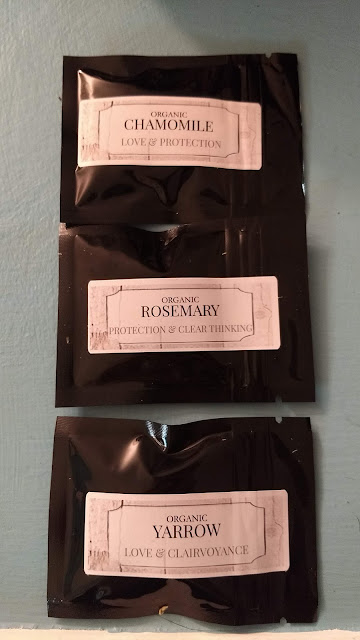 ORGANIC
CHAMOMILE
LOVE & PROTECTION
ORGANIC
ROSEMARY
PROTECTION & CLEAR THINKING
ORGANIC
YARROW
LOVE & CLAIRVOYANCE